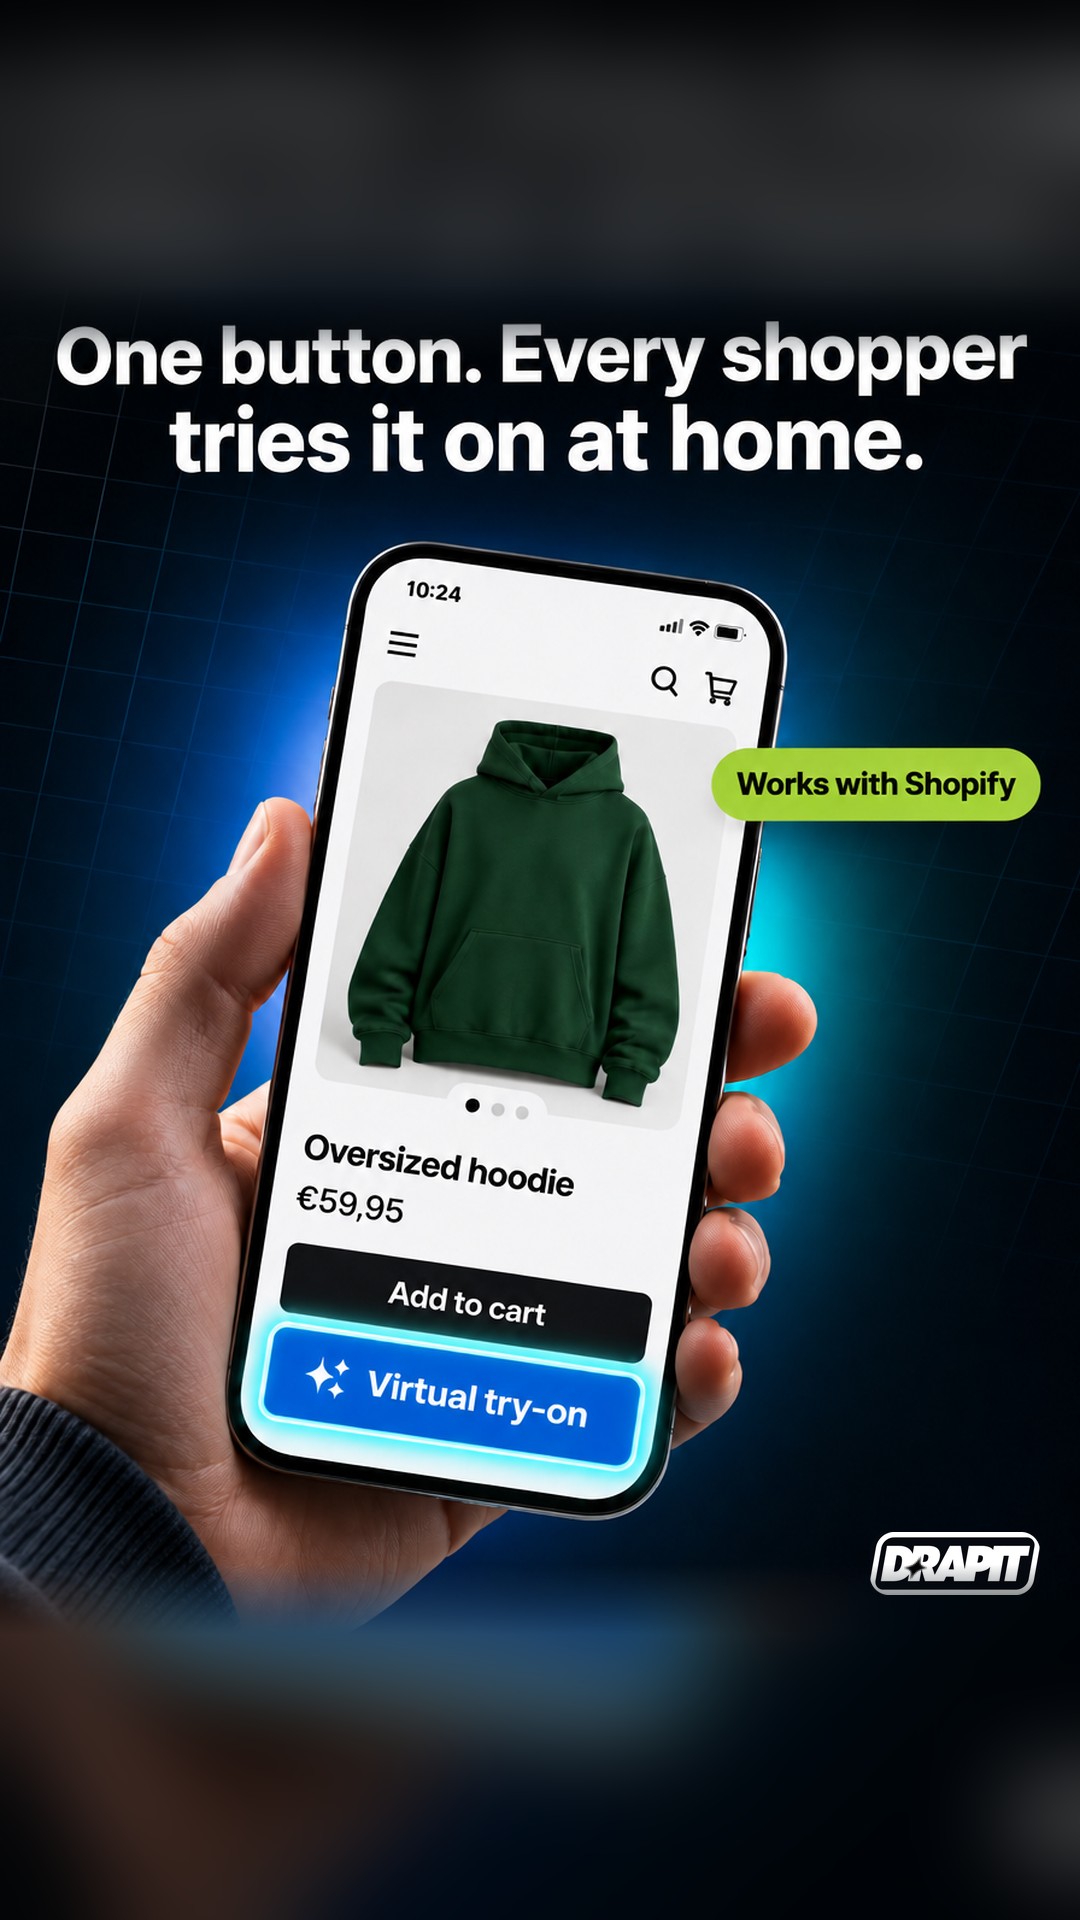 One button. Every shopper
tries it on at home.
10:24
Works with Shopify
Oversized hoodie
€59,95
Add to cart
Virtual try-on
DRAPIT